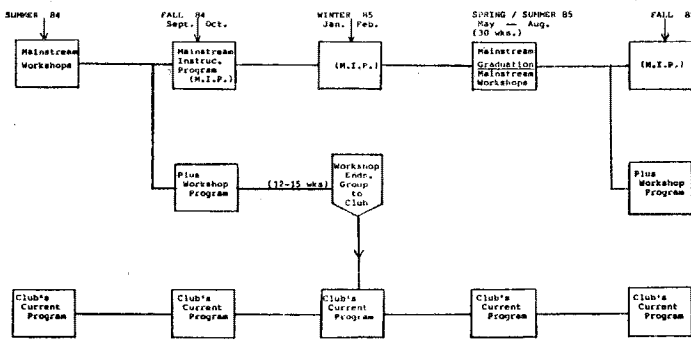 SUMMER 84
FALL 84
Sept. Oct.
WINTER 85
Jan. Feb.
SPRING / SUMMER 85
May — Aug.
(30 wks.)
FALL 85
Mainstream
Workshops
Mainstream
Instruc.
Program
(M.I.P.)
(M.I.P.)
Mainstream
Graduation
Mainstream
Workshops
(M.I.P.)
Plus
Workshop
Program
(12-15 wks)
Workshop
Ends.
Group
to
Club
Plus
Workshop
Program
Club's
Current
Program
Club's
Current
Program
Club's
Current
Program
Club's
Current
Program
Club's
Current
Program